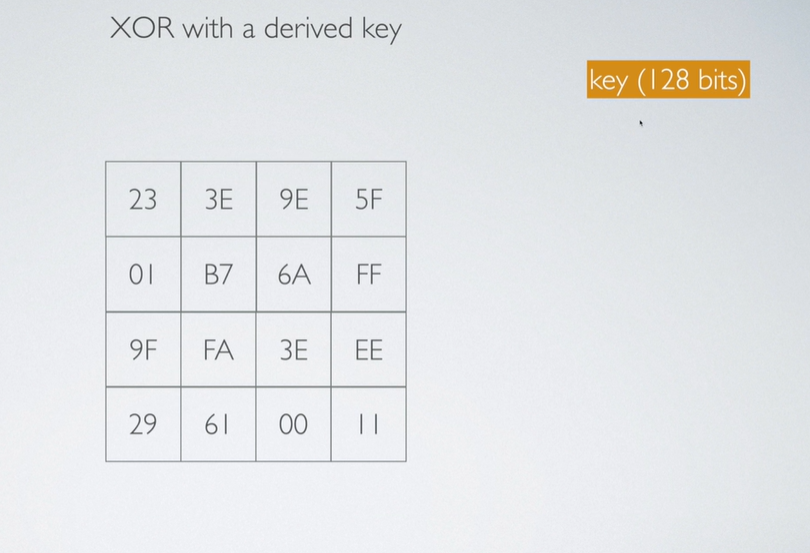 XOR with a derived key
key (128 bits)
23 3E 9E 5F
01 B7 6A FF
9F FA 3E EE
29 61 00 11